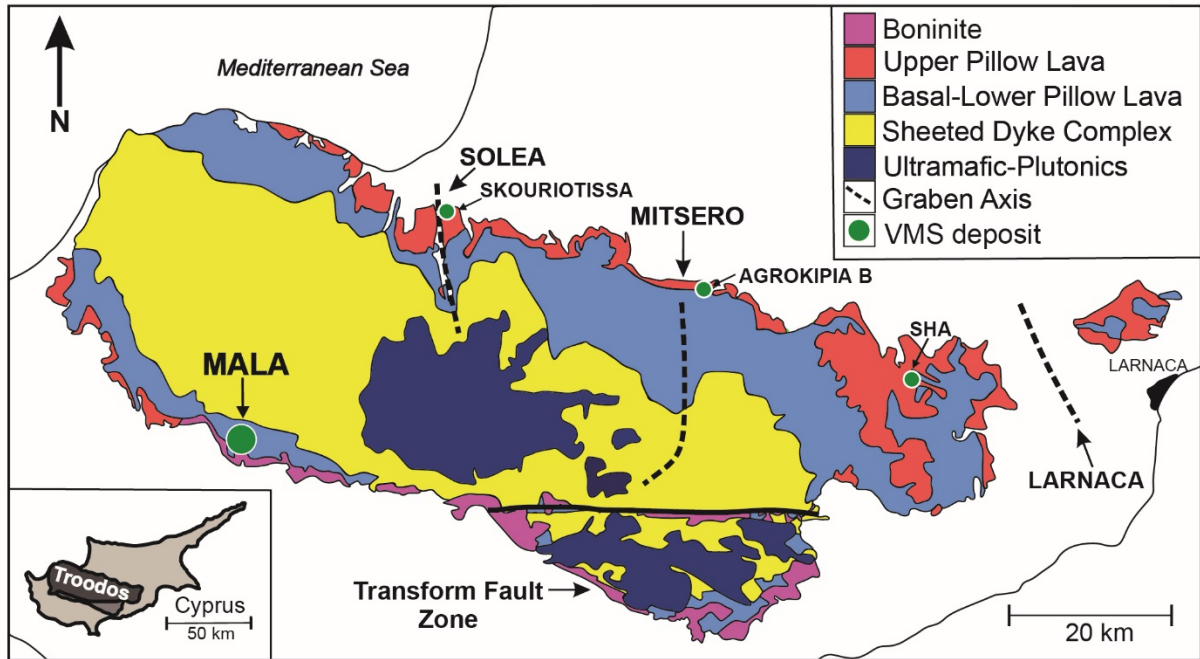 N
Mediterranean Sea
Boninite
Upper Pillow Lava
Basal-Lower Pillow Lava
Sheeted Dyke Complex
Ultramafic-Plutonics
Graben Axis
VMS deposit
SOLEA
SKOURIOTISSA
MITSERO
AGROKIPIA B
SHA
LARNACA
MALA
LARNACA
Transform Fault
Zone
20 km
Troodos
Cyprus
50 km